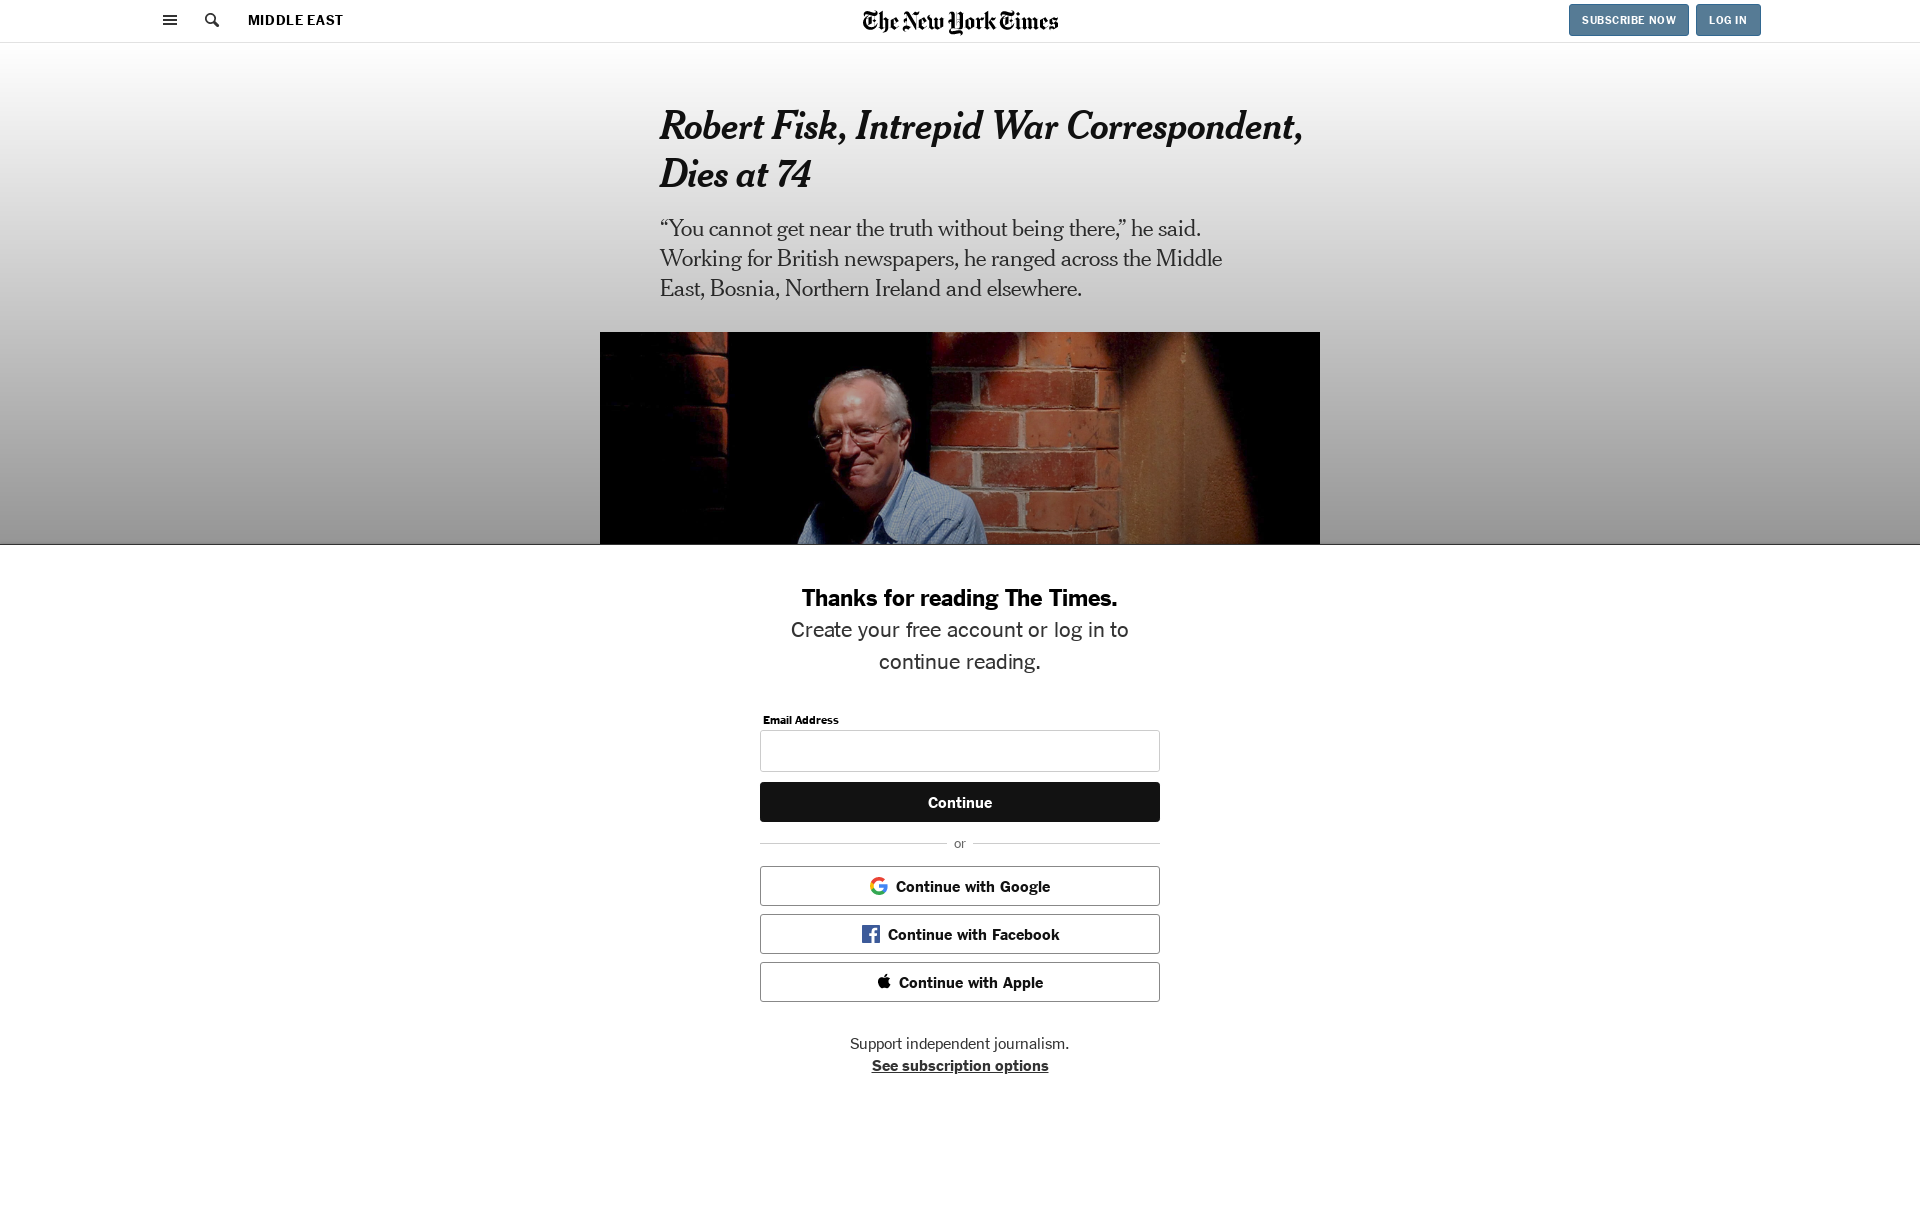 MIDDLE EAST
The New York Times
SUBSCRIBE NOW
LOG IN
Robert Fisk, Intrepid War Correspondent,
Dies at 74
“You cannot get near the truth without being there,” he said.
Working for British newspapers, he ranged across the Middle
East, Bosnia, Northern Ireland and elsewhere.
Thanks for reading The Times.
Create your free account or log in to
continue reading.
Email Address
Continue
or
Continue with Google
Continue with Facebook
Continue with Apple
Support independent journalism.
See subscription options